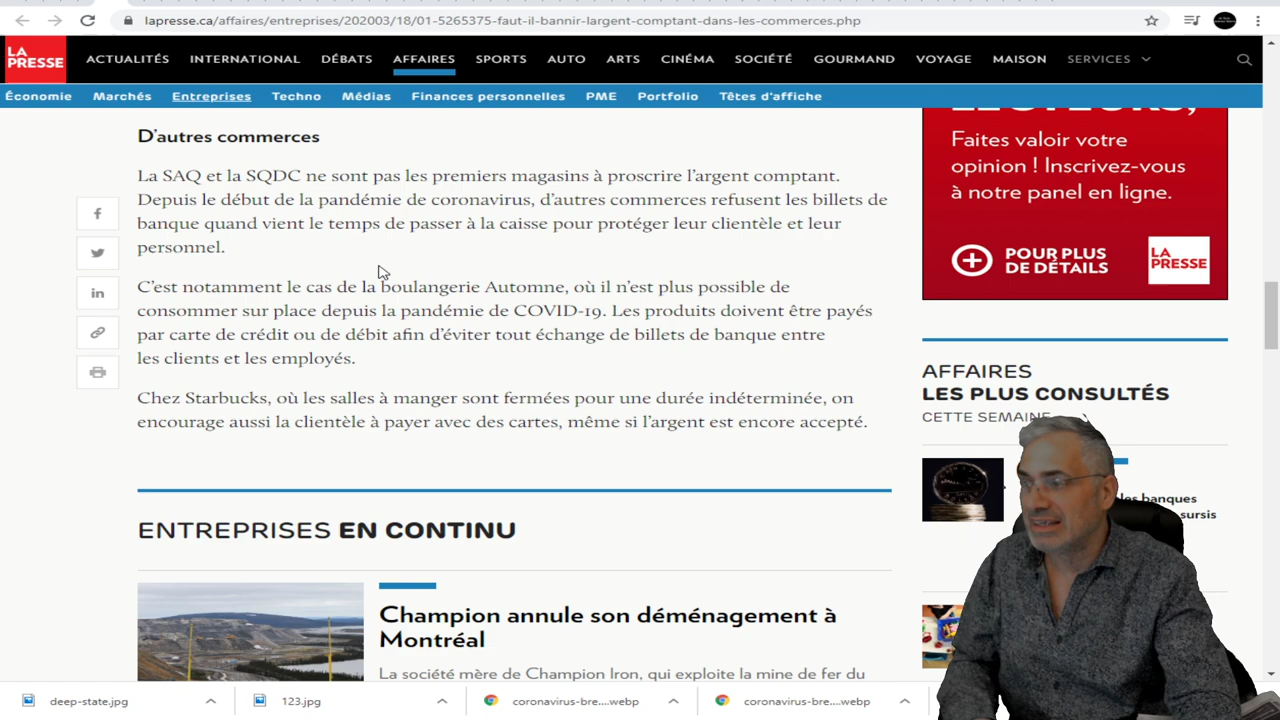 lapresse.ca/affaires/entreprises/202003/18/01-5265375-faut-il-bannir-largent-comptant-dans-les-commerces.php
LA PRESSE
ACTUALITÉS INTERNATIONAL DÉBATS AFFAIRES SPORTS AUTO ARTS CINÉMA SOCIÉTÉ GOURMAND VOYAGE MAISON SERVICES
Économie Marchés Entreprises Techno Médias Finances personnelles PME Portfolio Têtes d'affiche
D'autres commerces
La SAQ et la SQDC ne sont pas les premiers magasins à proscrire l'argent comptant.
Depuis le début de la pandémie de coronavirus, d'autres commerces refusent les billets de
banque quand vient le temps de passer à la caisse pour protéger leur clientèle et leur
personnel.
C'est notamment le cas de la boulangerie Automne, où il n'est plus possible de
consommer sur place depuis la pandémie de COVID-19. Les produits doivent être payés
par carte de crédit ou de débit afin d'éviter tout échange de billets de banque entre
les clients et les employés.
Chez Starbucks, où les salles à manger sont fermées pour une durée indéterminée, on
encourage aussi la clientèle à payer avec des cartes, même si l'argent est encore accepté.
ENTREPRISES EN CONTINU
Champion annule son déménagement à
Montréal
La société mère de Champion Iron, qui exploite la mine de fer du
LECTEURS,
Faites valoir votre
opinion ! Inscrivez-vous
à notre panel en ligne.
POUR PLUS
DE DÉTAILS
LA
PRESSE
AFFAIRES
LES PLUS CONSULTÉS
CETTE SEMAINE
les banques
sursis
deep-state.jpg 123.jpg coronavirus-bre....webp coronavirus-bre....webp